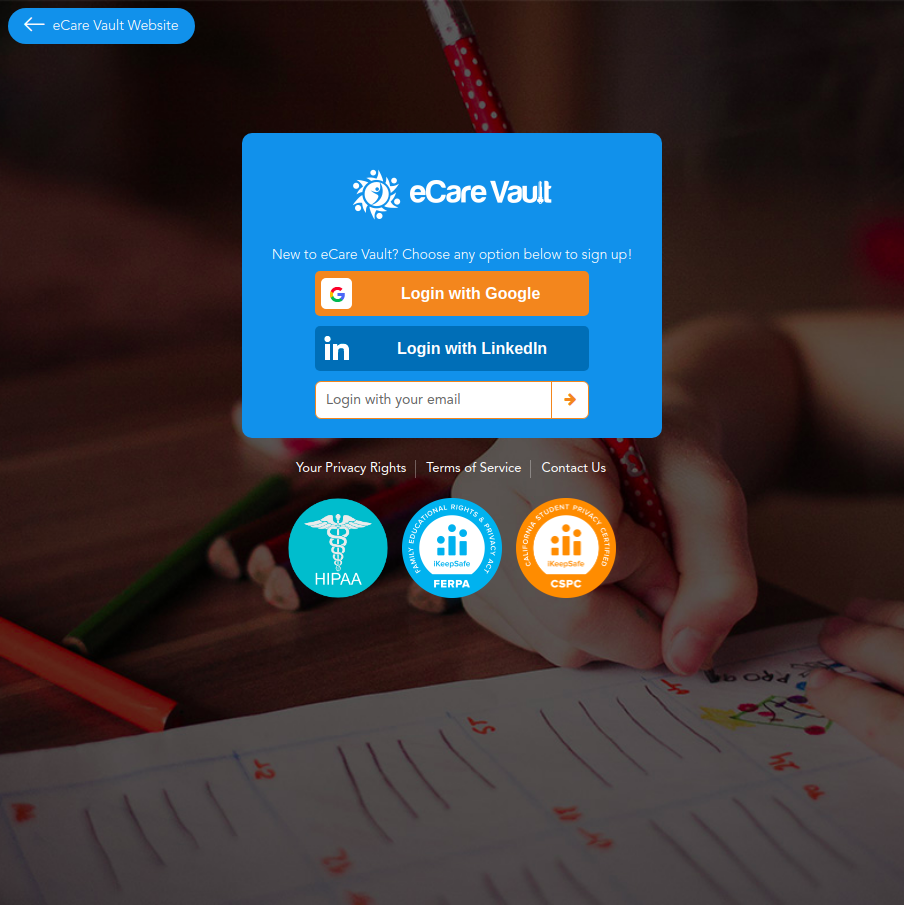 eCare Vault Website
eCare Vault
New to eCare Vault? Choose any option below to sign up!
G
Login with Google
in
Login with LinkedIn
Login with your email
Your Privacy Rights
Terms of Service
Contact Us
HIPAA
FAMILY EDUCATIONAL RIGHTS & PRIVACY ACT
iKeepSafe
FERPA
CALIFORNIA STUDENT PRIVACY CERTIFIED
iKeepSafe
CSPC